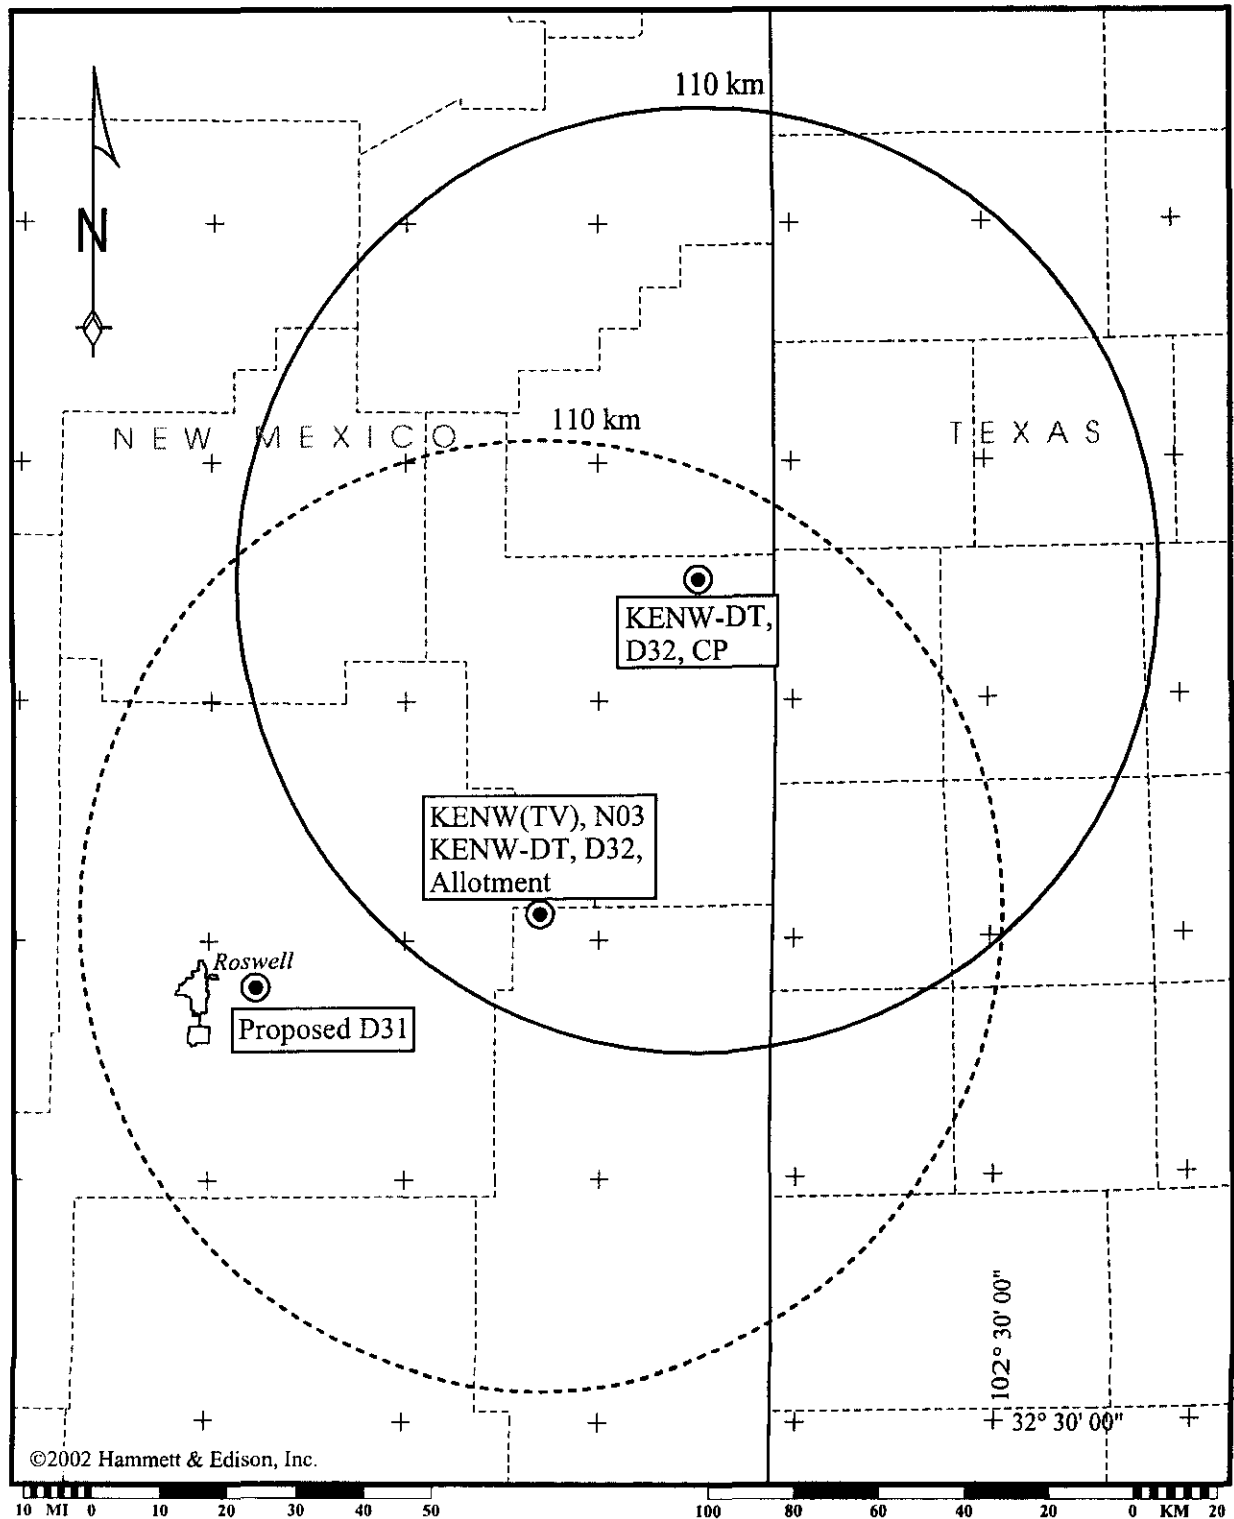 110 km
N
110 km
NEW MEXICO
TEXAS
KENW-DT,
D32, CP
KENW(TV), N03
KENW-DT, D32,
Allotment
Roswell
Proposed D31
102° 30' 00"
32° 30' 00"
©2002 Hammett & Edison, Inc.
10 MI 0 10 20 30 40 50 100 80 60 40 20 0 KM 20